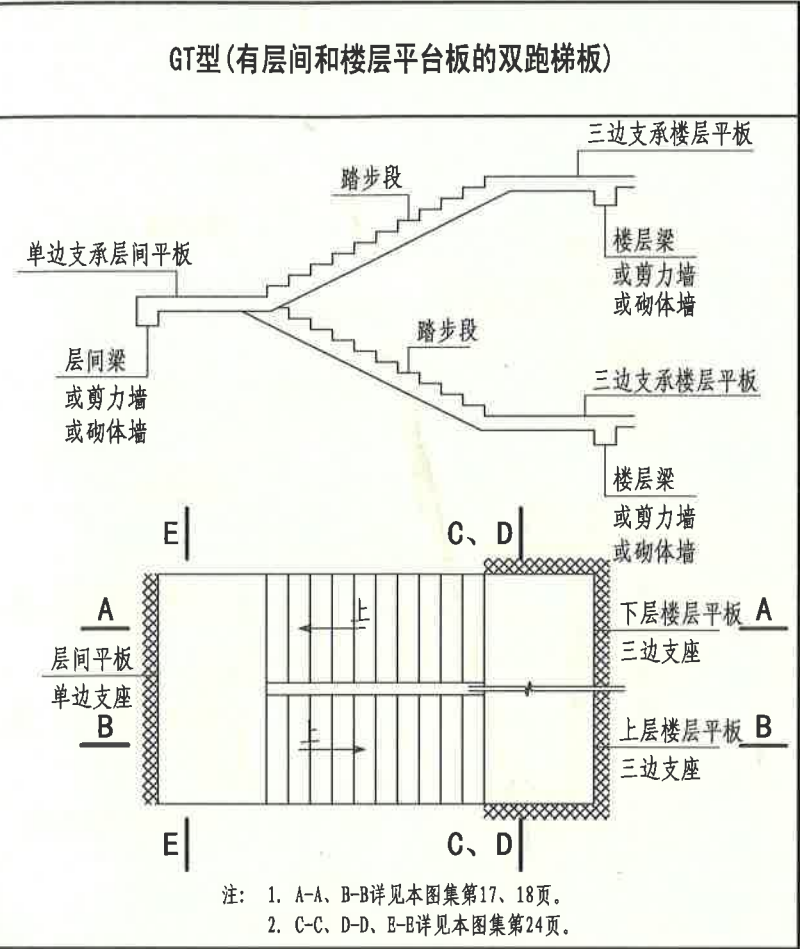 GT型(有层间和楼层平台板的双跑梯板)
三边支承楼层平板
踏步段
单边支承层间平板
楼层梁
或剪力墙
或砌体墙
踏步段
层间梁
或剪力墙
或砌体墙
三边支承楼层平板
楼层梁
或剪力墙
或砌体墙
E
C、D
A
上
下层楼层平板
三边支座
A
层间平板
单边支座
B
上
上层楼层平板
三边支座
B
E
C、D
注: 1. A-A、B-B详见本图集第17、18页。
2. C-C、D-D、E-E详见本图集第24页。